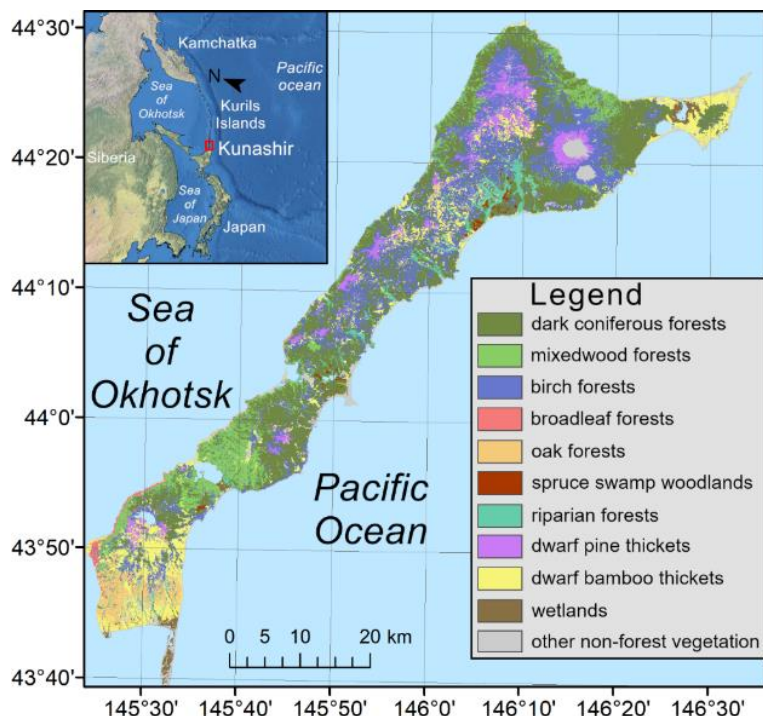 44°30'
44°20'
44°10'
44°0'
43°50'
43°40'
Kamchatka
N
Pacific
ocean
Sea
of
Okhotsk
Kurils
Islands
Siberia
Kunashir
Sea
of
Japan
Japan
Sea
of
Okhotsk
Pacific
Ocean
Legend
dark coniferous forests
mixedwood forests
birch forests
broadleaf forests
oak forests
spruce swamp woodlands
riparian forests
dwarf pine thickets
dwarf bamboo thickets
wetlands
other non-forest vegetation
0 10 20 km
145°30'
145°40'
145°50'
146°0'
146°10'
146°20'
146°30'